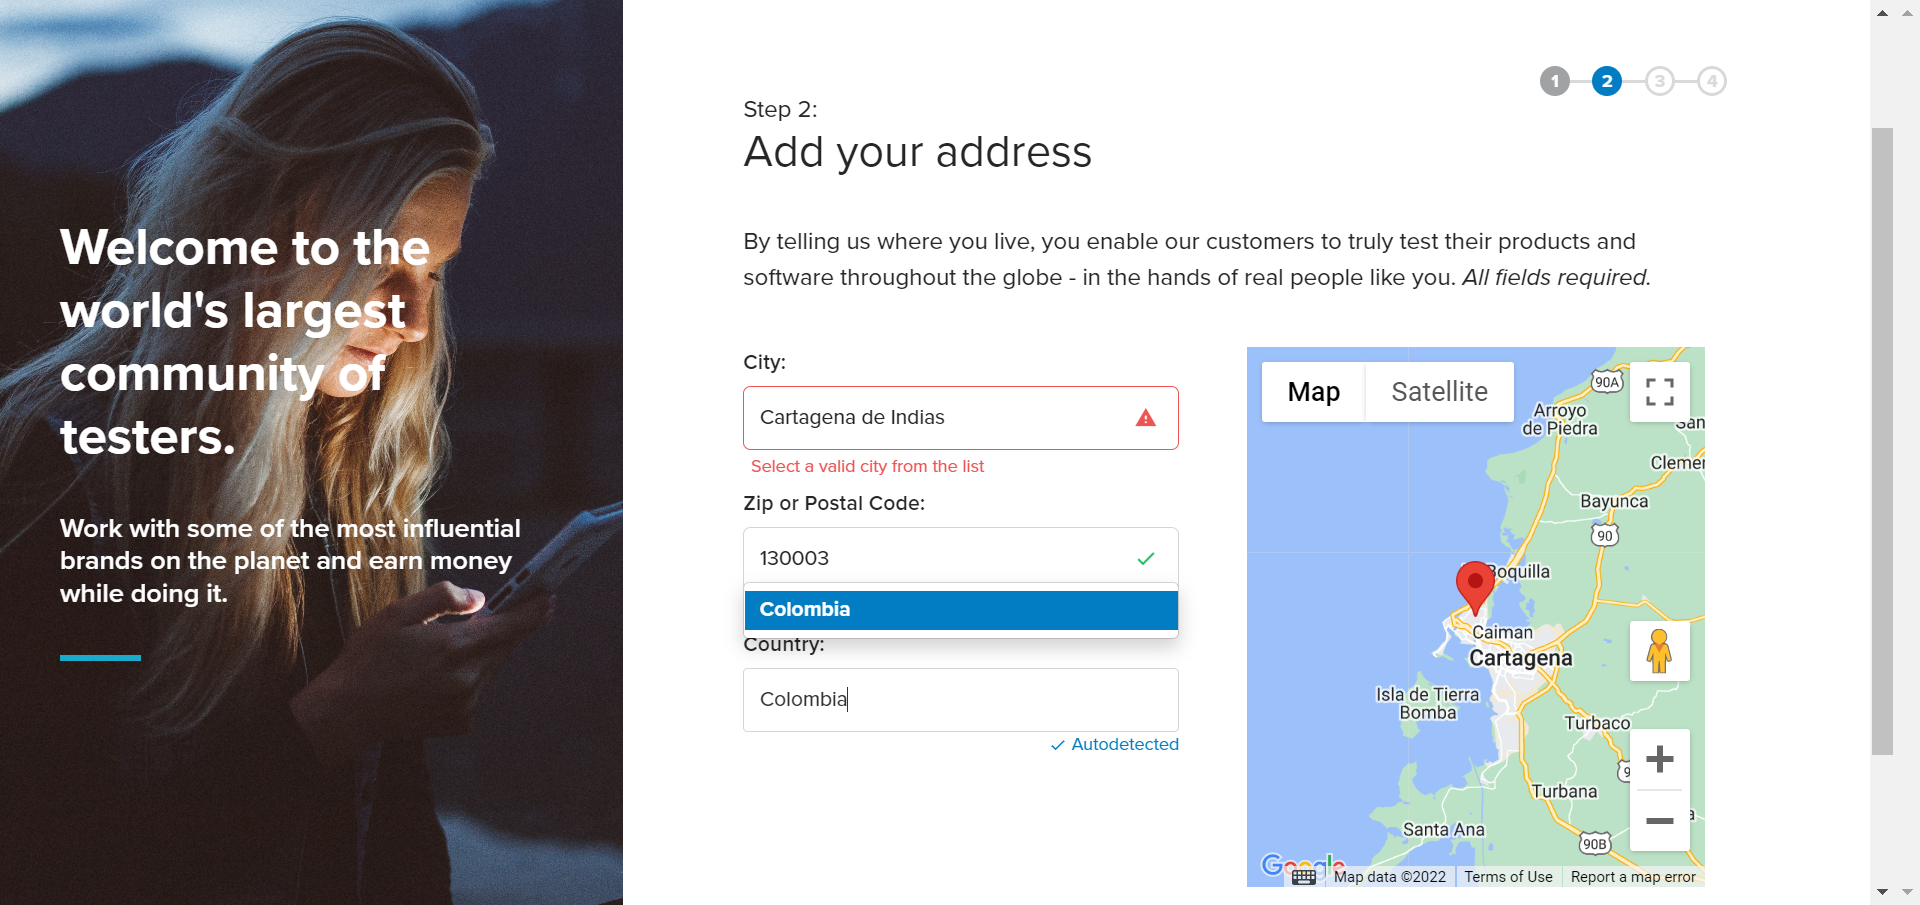 Welcome to the
world's largest
community of
testers.
Work with some of the most influential
brands on the planet and earn money
while doing it.
1 2 3 4
Step 2:
Add your address
By telling us where you live, you enable our customers to truly test their products and
software throughout the globe - in the hands of real people like you. All fields required.
City:
Cartagena de Indias
Select a valid city from the list
Zip or Postal Code:
130003
Colombia
Country:
Colombia
Autodetected
Map Satellite
90A
Arroyo
de Piedra
San
Clemen
Bayunca
90
Boquilla
Caiman
Cartagena
Isla de Tierra
Bomba
Turbaco
9
Turbana
a
Santa Ana
90B
Google
Map data ©2022 Terms of Use Report a map error